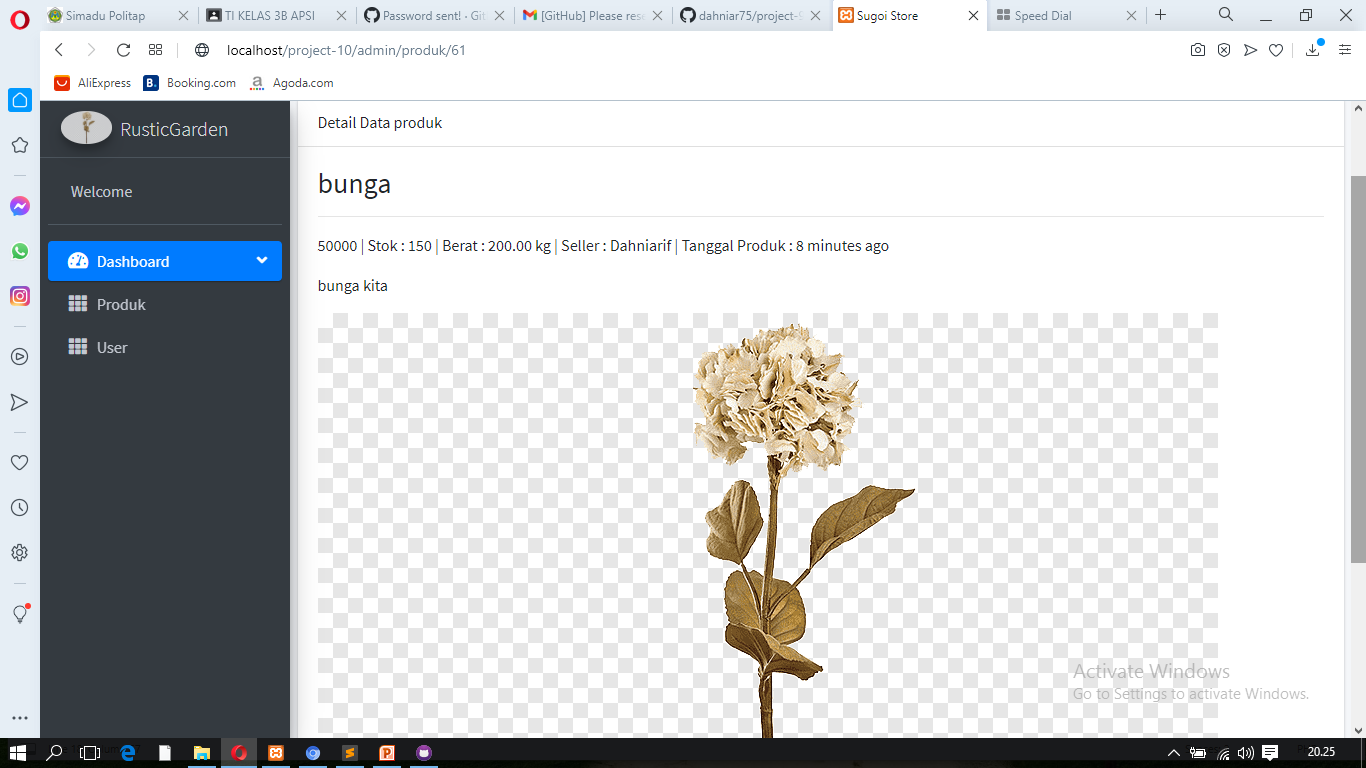 Simadu Politap
TI KELAS 3B APSI
Password sent! · Git
[GitHub] Please rese
dahniar75/project-S
Sugoi Store
Speed Dial
localhost/project-10/admin/produk/61
AliExpress
B.
Booking.com
a
Agoda.com
RusticGarden
Detail Data produk
Welcome
bunga
50000 | Stok : 150 | Berat : 200.00 kg | Seller : Dahniarif | Tanggal Produk : 8 minutes ago
Dashboard
bunga kita
Produk
User
Activate Windows
Go to Settings to activate Windows.
20.25